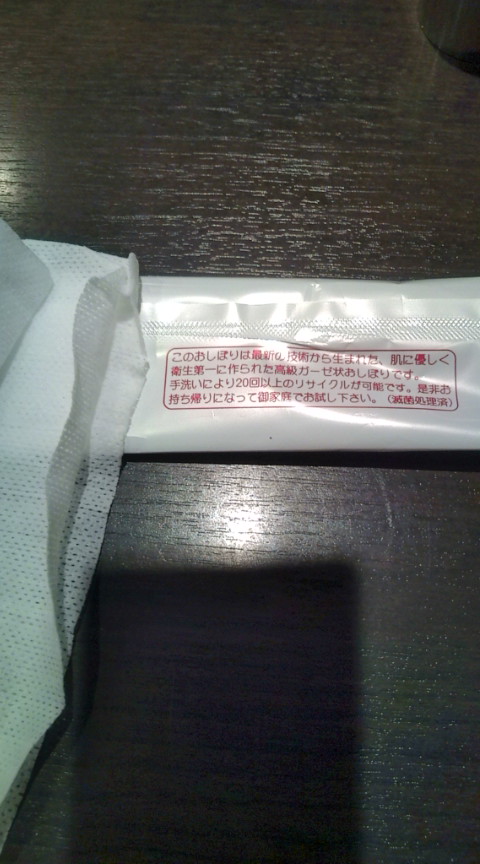 このおしぼりは最新の技術から生まれた、肌に優しく
衛生第一に作られた高級ガーゼ状おしぼりです。
手洗いにより20回以上のリサイクルが可能です。是非お
持ち帰りになって御家庭でお試し下さい。（滅菌処理済）